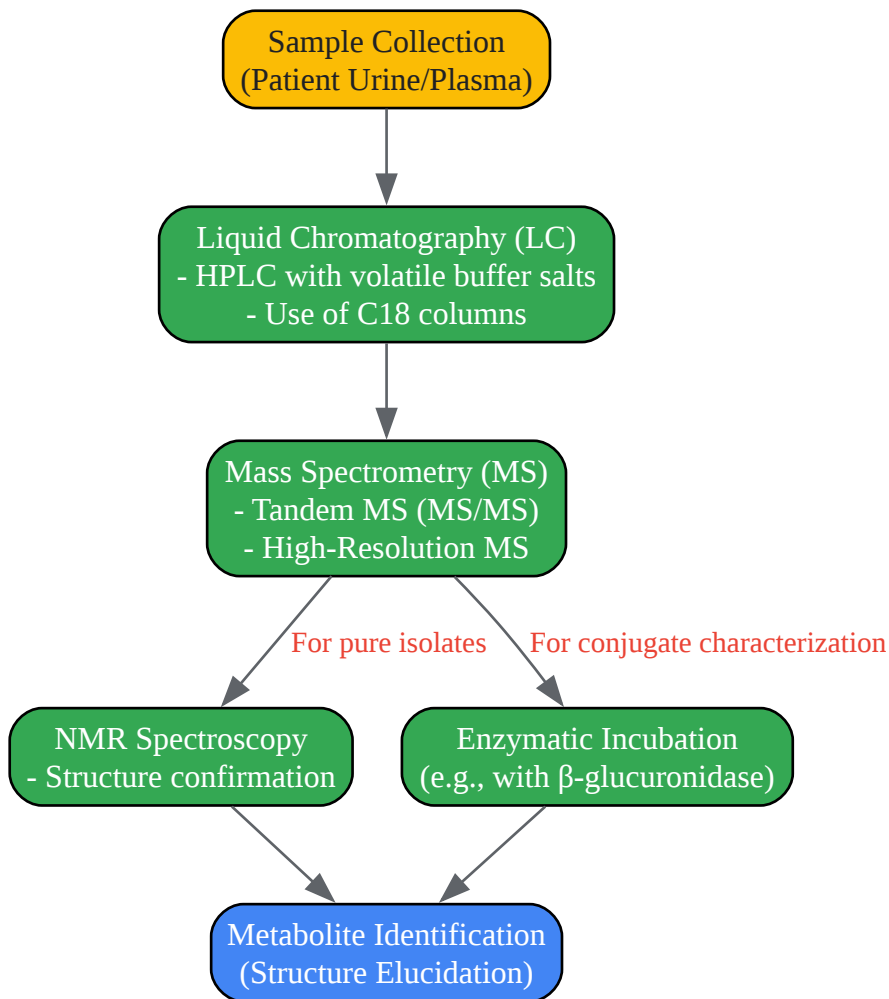 Sample Collection
(Patient Urine/Plasma)
Liquid Chromatography (LC)
- HPLC with volatile buffer salts
- Use of C18 columns
Mass Spectrometry (MS)
- Tandem MS (MS/MS)
- High-Resolution MS
For pure isolates
For conjugate characterization
NMR Spectroscopy
- Structure confirmation
Enzymatic Incubation
(e.g., with β-glucuronidase)
Metabolite Identification
(Structure Elucidation)